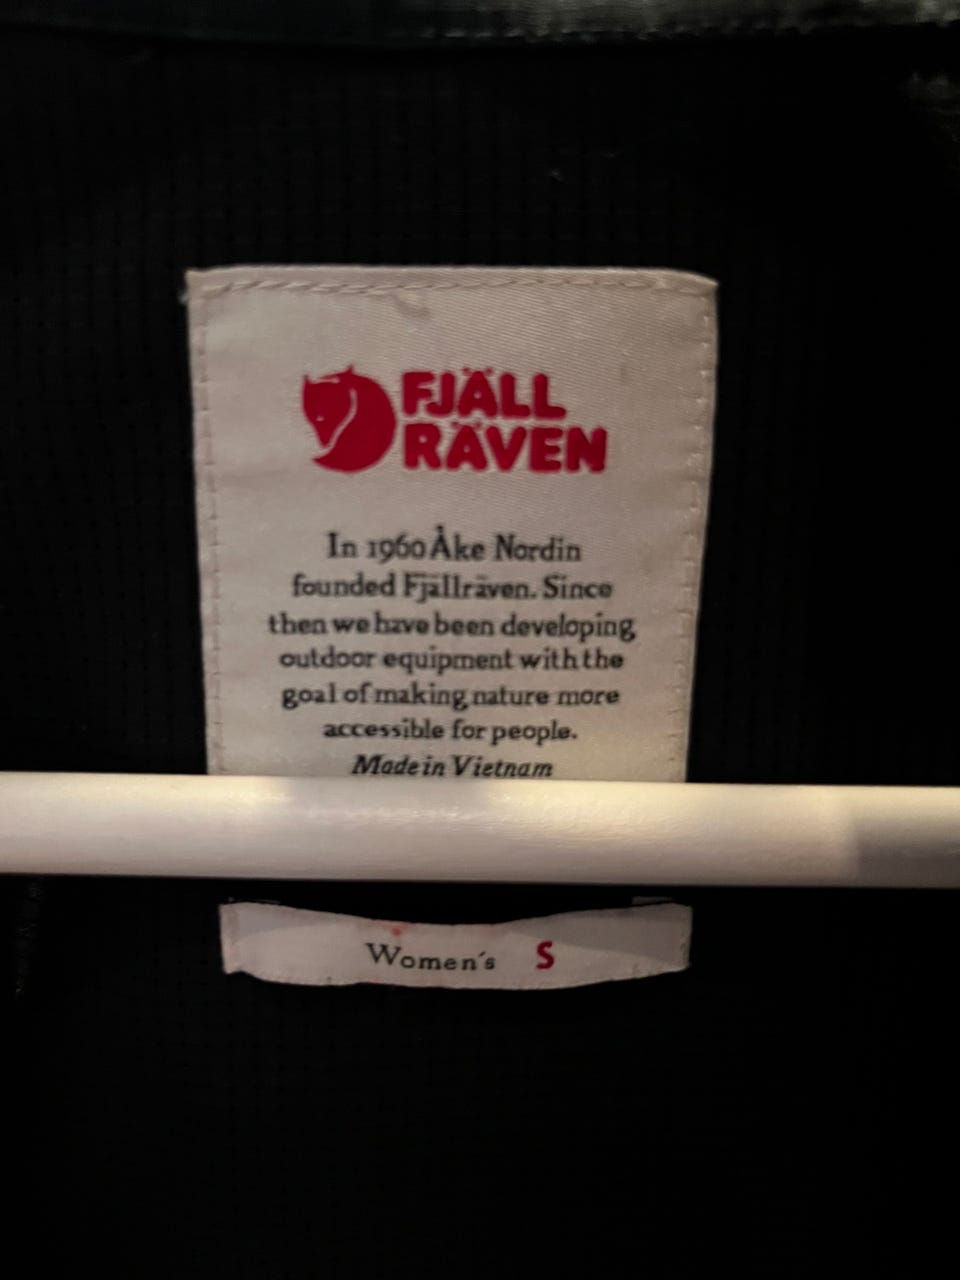 FJÄLL
RÄVEN
In 1960 Åke Nordin
founded Fjällräven. Since
then we have been developing
outdoor equipment with the
goal of making nature more
accessible for people.
Made in Vietnam
Women's S